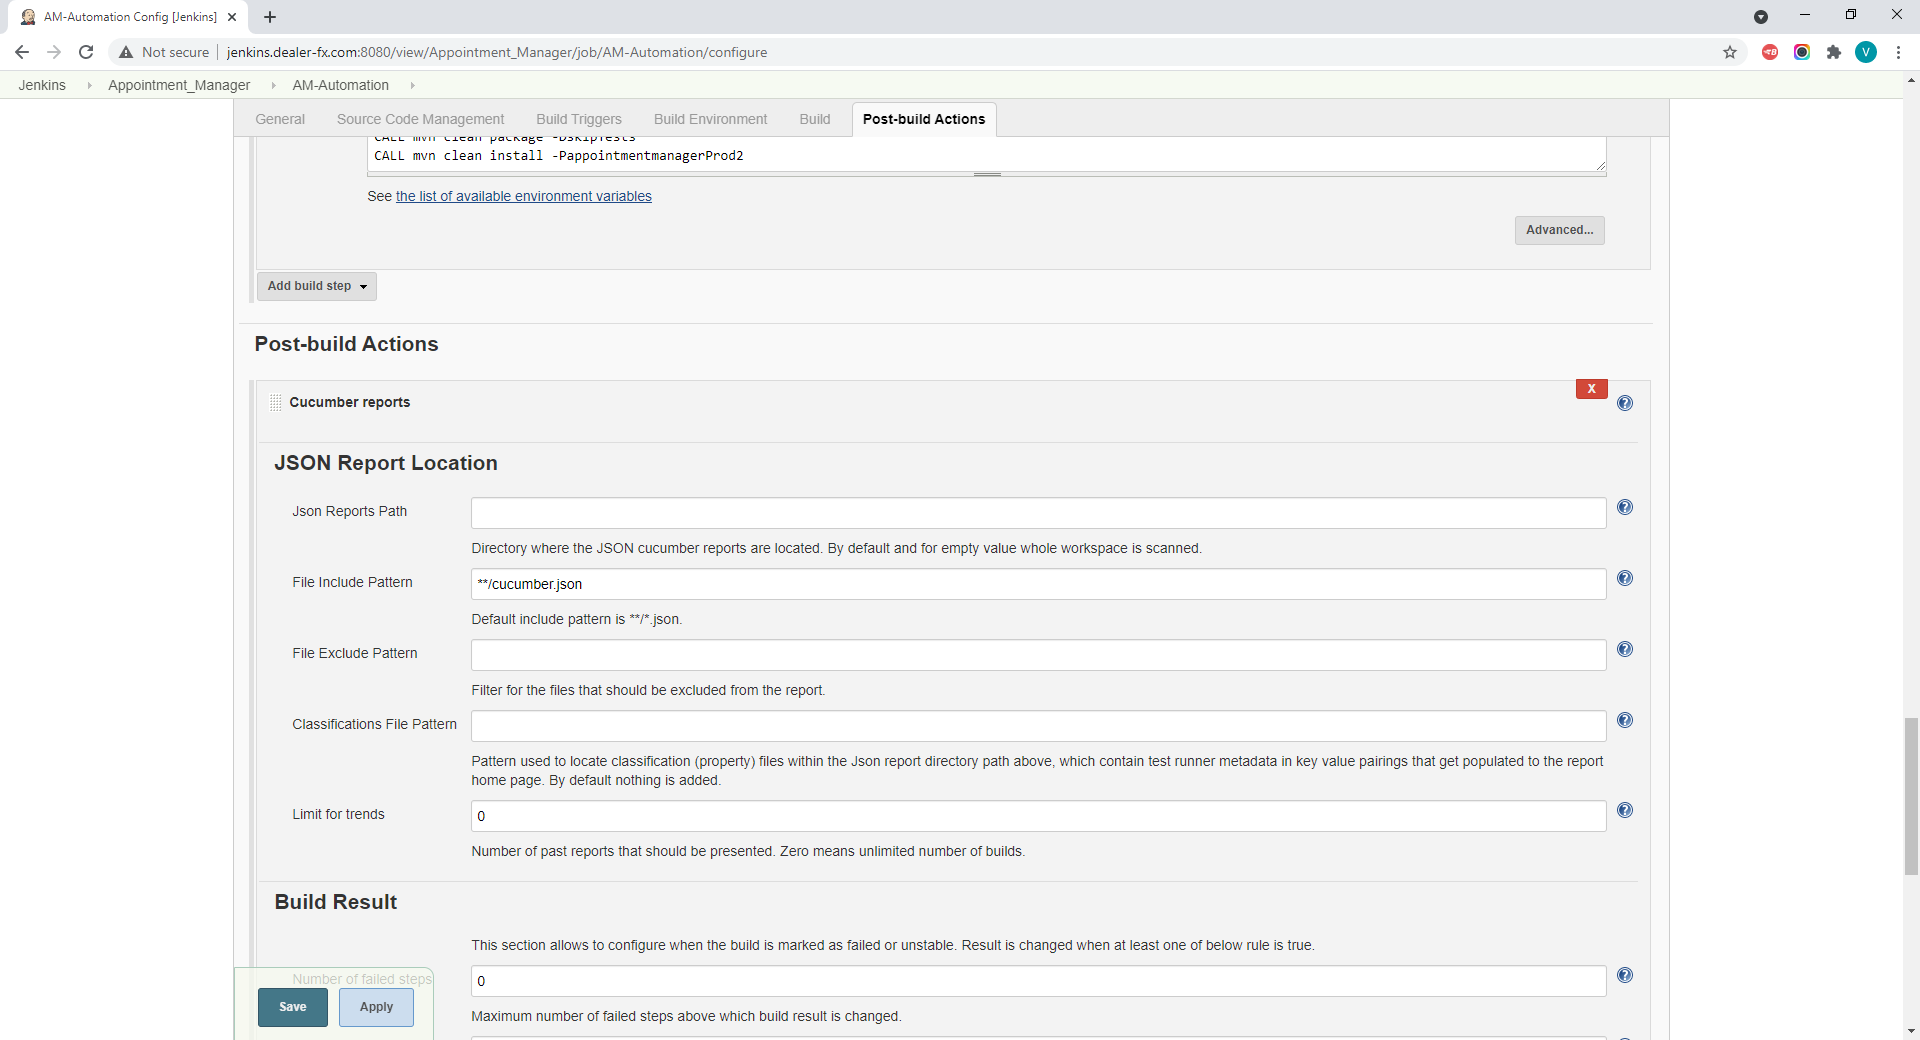 AM-Automation Config [Jenkins]
Not secure
jenkins.dealer-fx.com:8080/view/Appointment_Manager/job/AM-Automation/configure
V
Jenkins
Appointment_Manager
AM-Automation
General
Source Code Management
Build Triggers
Build Environment
Build
Post-build Actions
CALL mvn clean package -DskipTests
CALL mvn clean install -PappointmentmanagerProd2
See the list of available environment variables
Advanced...
Add build step
Post-build Actions
X
Cucumber reports
JSON Report Location
Json Reports Path
Directory where the JSON cucumber reports are located. By default and for empty value whole workspace is scanned.
File Include Pattern
**/cucumber.json
Default include pattern is **/*.json.
File Exclude Pattern
Filter for the files that should be excluded from the report.
Classifications File Pattern
Pattern used to locate classification (property) files within the Json report directory path above, which contain test runner metadata in key value pairings that get populated to the report
home page. By default nothing is added.
Limit for trends
0
Number of past reports that should be presented. Zero means unlimited number of builds.
Build Result
This section allows to configure when the build is marked as failed or unstable. Result is changed when at least one of below rule is true.
Number of failed steps
0
Save
Apply
Maximum number of failed steps above which build result is changed.